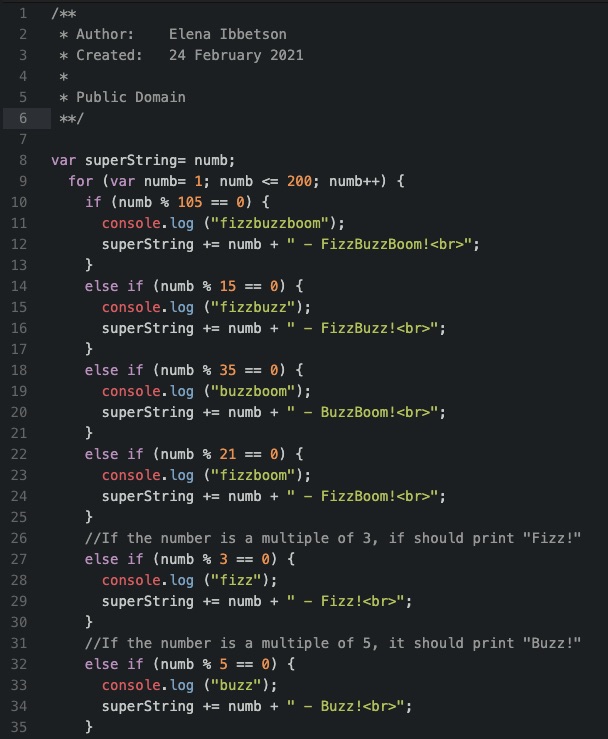 1 /**
2 * Author: Elena Ibbetson
3 * Created: 24 February 2021
4 *
5 * Public Domain
6 **/
7
8 var superString= numb;
9 for (var numb= 1; numb <= 200; numb++) {
10 if (numb % 105 == 0) {
11 console.log ("fizzbuzzboom");
12 superString += numb + " – FizzBuzzBoom!<br>";
13 }
14 else if (numb % 15 == 0) {
15 console.log ("fizzbuzz");
16 superString += numb + " – FizzBuzz!<br>";
17 }
18 else if (numb % 35 == 0) {
19 console.log ("buzzboom");
20 superString += numb + " – BuzzBoom!<br>";
21 }
22 else if (numb % 21 == 0) {
23 console.log ("fizzboom");
24 superString += numb + " – FizzBoom!<br>";
25 }
26 //If the number is a multiple of 3, if should print "Fizz!"
27 else if (numb % 3 == 0) {
28 console.log ("fizz");
29 superString += numb + " – Fizz!<br>";
30 }
31 //If the number is a multiple of 5, it should print "Buzz!"
32 else if (numb % 5 == 0) {
33 console.log ("buzz");
34 superString += numb + " – Buzz!<br>";
35 }